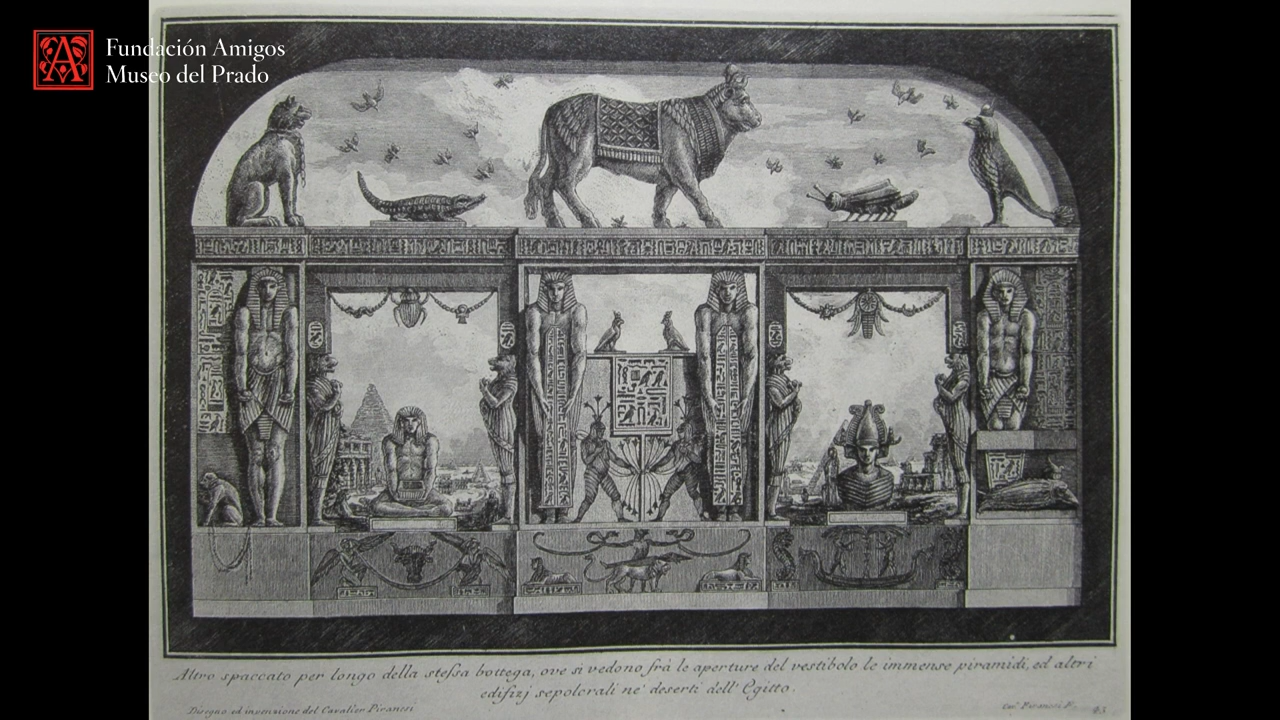 Fundación Amigos
Museo del Prado
Altro spaccato per longo della stessa bottega, ove si vedono frà le aperture del vestibolo le immense piramidi, ed altri
edifizj sepolcrali ne' deserti dell' Egitto.
Disegno ed invenzione del Cavalier Piranesi
Cav. Piranesi F.